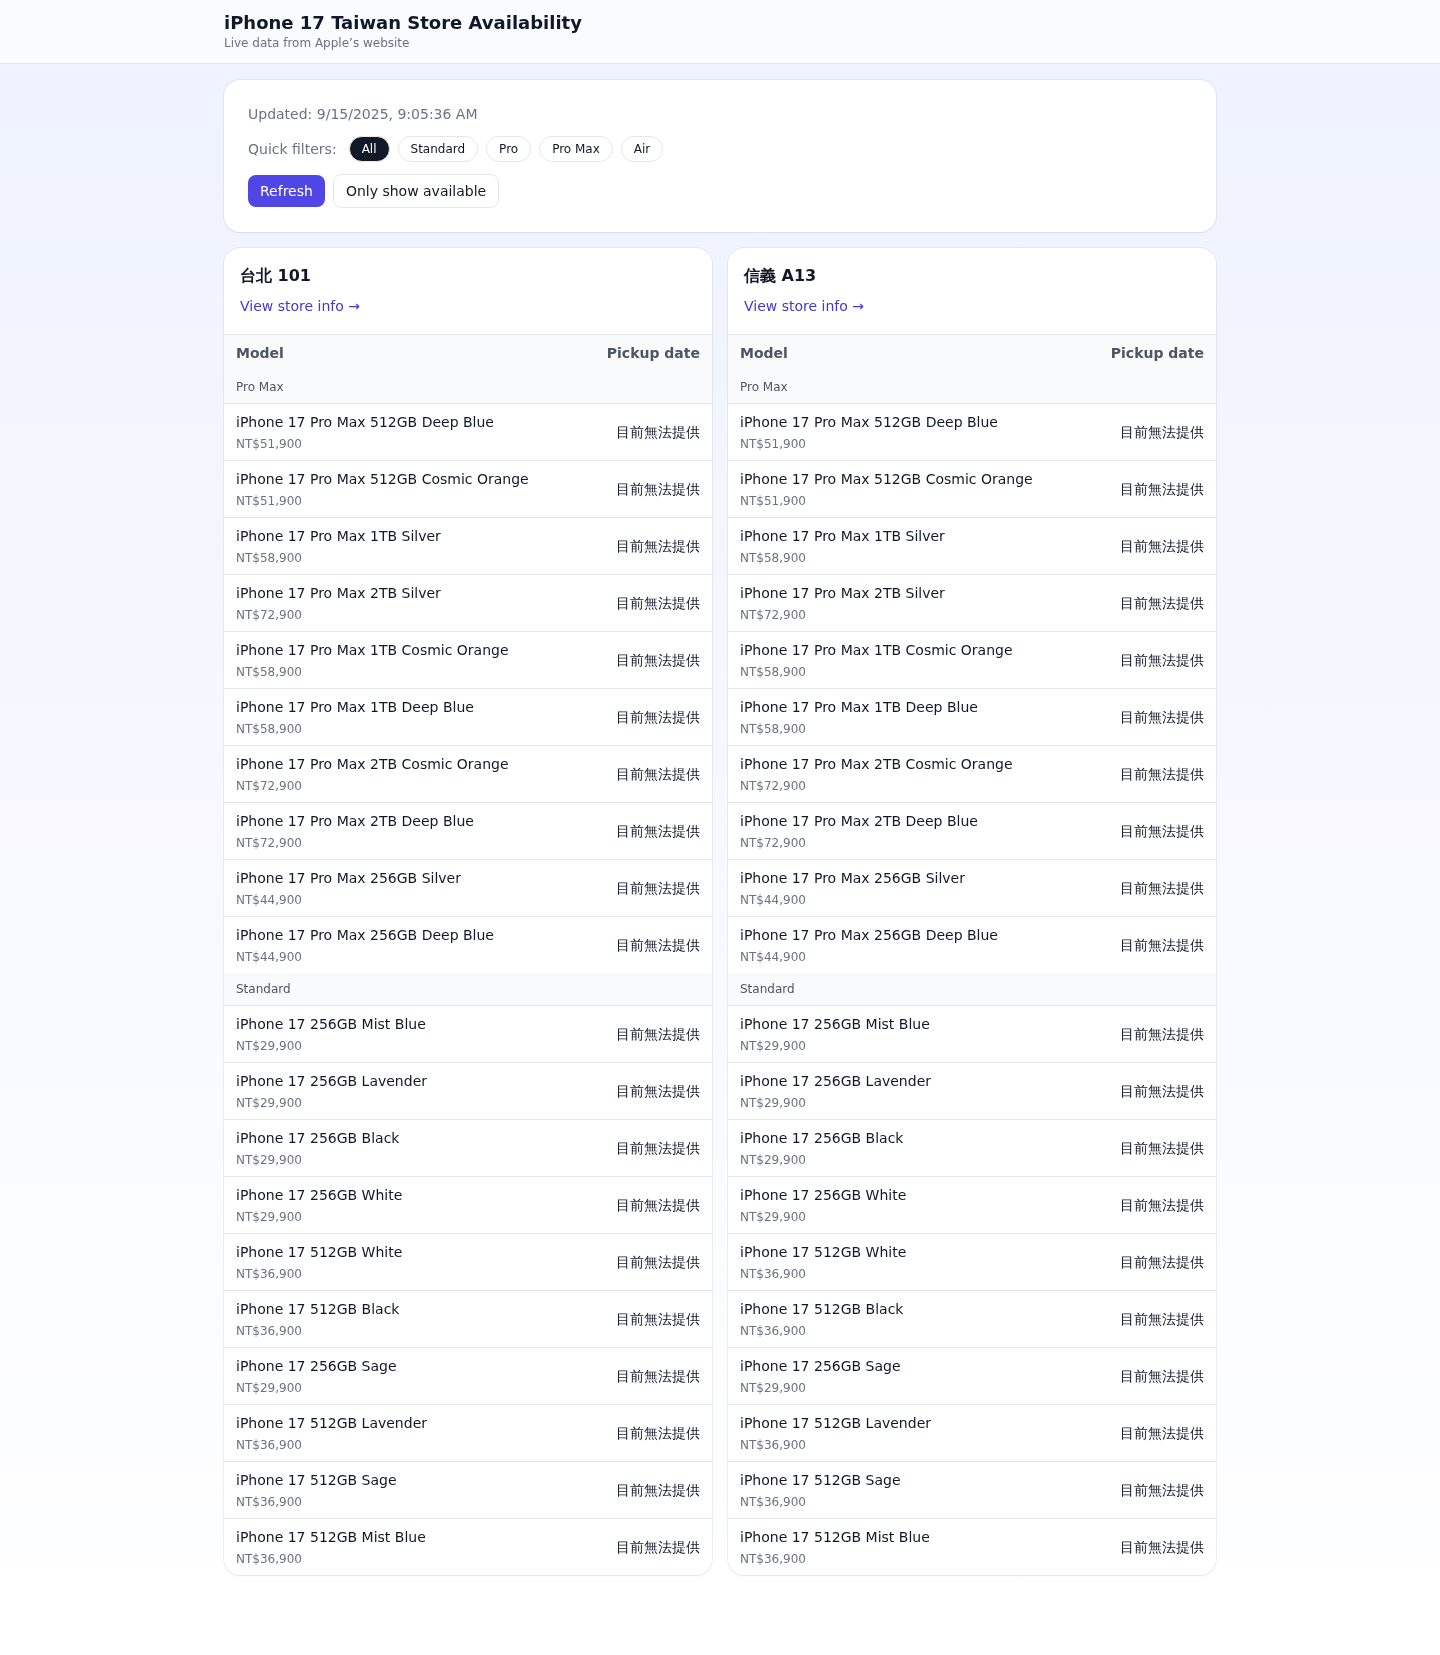 iPhone 17 Taiwan Store Availability
Live data from Apple’s website
Updated: 9/15/2025, 9:05:36 AM
Quick filters: All Standard Pro Pro Max Air
Refresh Only show available
台北 101
View store info →
Model Pickup date
Pro Max
iPhone 17 Pro Max 512GB Deep Blue
NT$51,900
目前無法提供
iPhone 17 Pro Max 512GB Cosmic Orange
NT$51,900
目前無法提供
iPhone 17 Pro Max 1TB Silver
NT$58,900
目前無法提供
iPhone 17 Pro Max 2TB Silver
NT$72,900
目前無法提供
iPhone 17 Pro Max 1TB Cosmic Orange
NT$58,900
目前無法提供
iPhone 17 Pro Max 1TB Deep Blue
NT$58,900
目前無法提供
iPhone 17 Pro Max 2TB Cosmic Orange
NT$72,900
目前無法提供
iPhone 17 Pro Max 2TB Deep Blue
NT$72,900
目前無法提供
iPhone 17 Pro Max 256GB Silver
NT$44,900
目前無法提供
iPhone 17 Pro Max 256GB Deep Blue
NT$44,900
目前無法提供
Standard
iPhone 17 256GB Mist Blue
NT$29,900
目前無法提供
iPhone 17 256GB Lavender
NT$29,900
目前無法提供
iPhone 17 256GB Black
NT$29,900
目前無法提供
iPhone 17 256GB White
NT$29,900
目前無法提供
iPhone 17 512GB White
NT$36,900
目前無法提供
iPhone 17 512GB Black
NT$36,900
目前無法提供
iPhone 17 256GB Sage
NT$29,900
目前無法提供
iPhone 17 512GB Lavender
NT$36,900
目前無法提供
iPhone 17 512GB Sage
NT$36,900
目前無法提供
iPhone 17 512GB Mist Blue
NT$36,900
目前無法提供
信義 A13
View store info →
Model Pickup date
Pro Max
iPhone 17 Pro Max 512GB Deep Blue
NT$51,900
目前無法提供
iPhone 17 Pro Max 512GB Cosmic Orange
NT$51,900
目前無法提供
iPhone 17 Pro Max 1TB Silver
NT$58,900
目前無法提供
iPhone 17 Pro Max 2TB Silver
NT$72,900
目前無法提供
iPhone 17 Pro Max 1TB Cosmic Orange
NT$58,900
目前無法提供
iPhone 17 Pro Max 1TB Deep Blue
NT$58,900
目前無法提供
iPhone 17 Pro Max 2TB Cosmic Orange
NT$72,900
目前無法提供
iPhone 17 Pro Max 2TB Deep Blue
NT$72,900
目前無法提供
iPhone 17 Pro Max 256GB Silver
NT$44,900
目前無法提供
iPhone 17 Pro Max 256GB Deep Blue
NT$44,900
目前無法提供
Standard
iPhone 17 256GB Mist Blue
NT$29,900
目前無法提供
iPhone 17 256GB Lavender
NT$29,900
目前無法提供
iPhone 17 256GB Black
NT$29,900
目前無法提供
iPhone 17 256GB White
NT$29,900
目前無法提供
iPhone 17 512GB White
NT$36,900
目前無法提供
iPhone 17 512GB Black
NT$36,900
目前無法提供
iPhone 17 256GB Sage
NT$29,900
目前無法提供
iPhone 17 512GB Lavender
NT$36,900
目前無法提供
iPhone 17 512GB Sage
NT$36,900
目前無法提供
iPhone 17 512GB Mist Blue
NT$36,900
目前無法提供